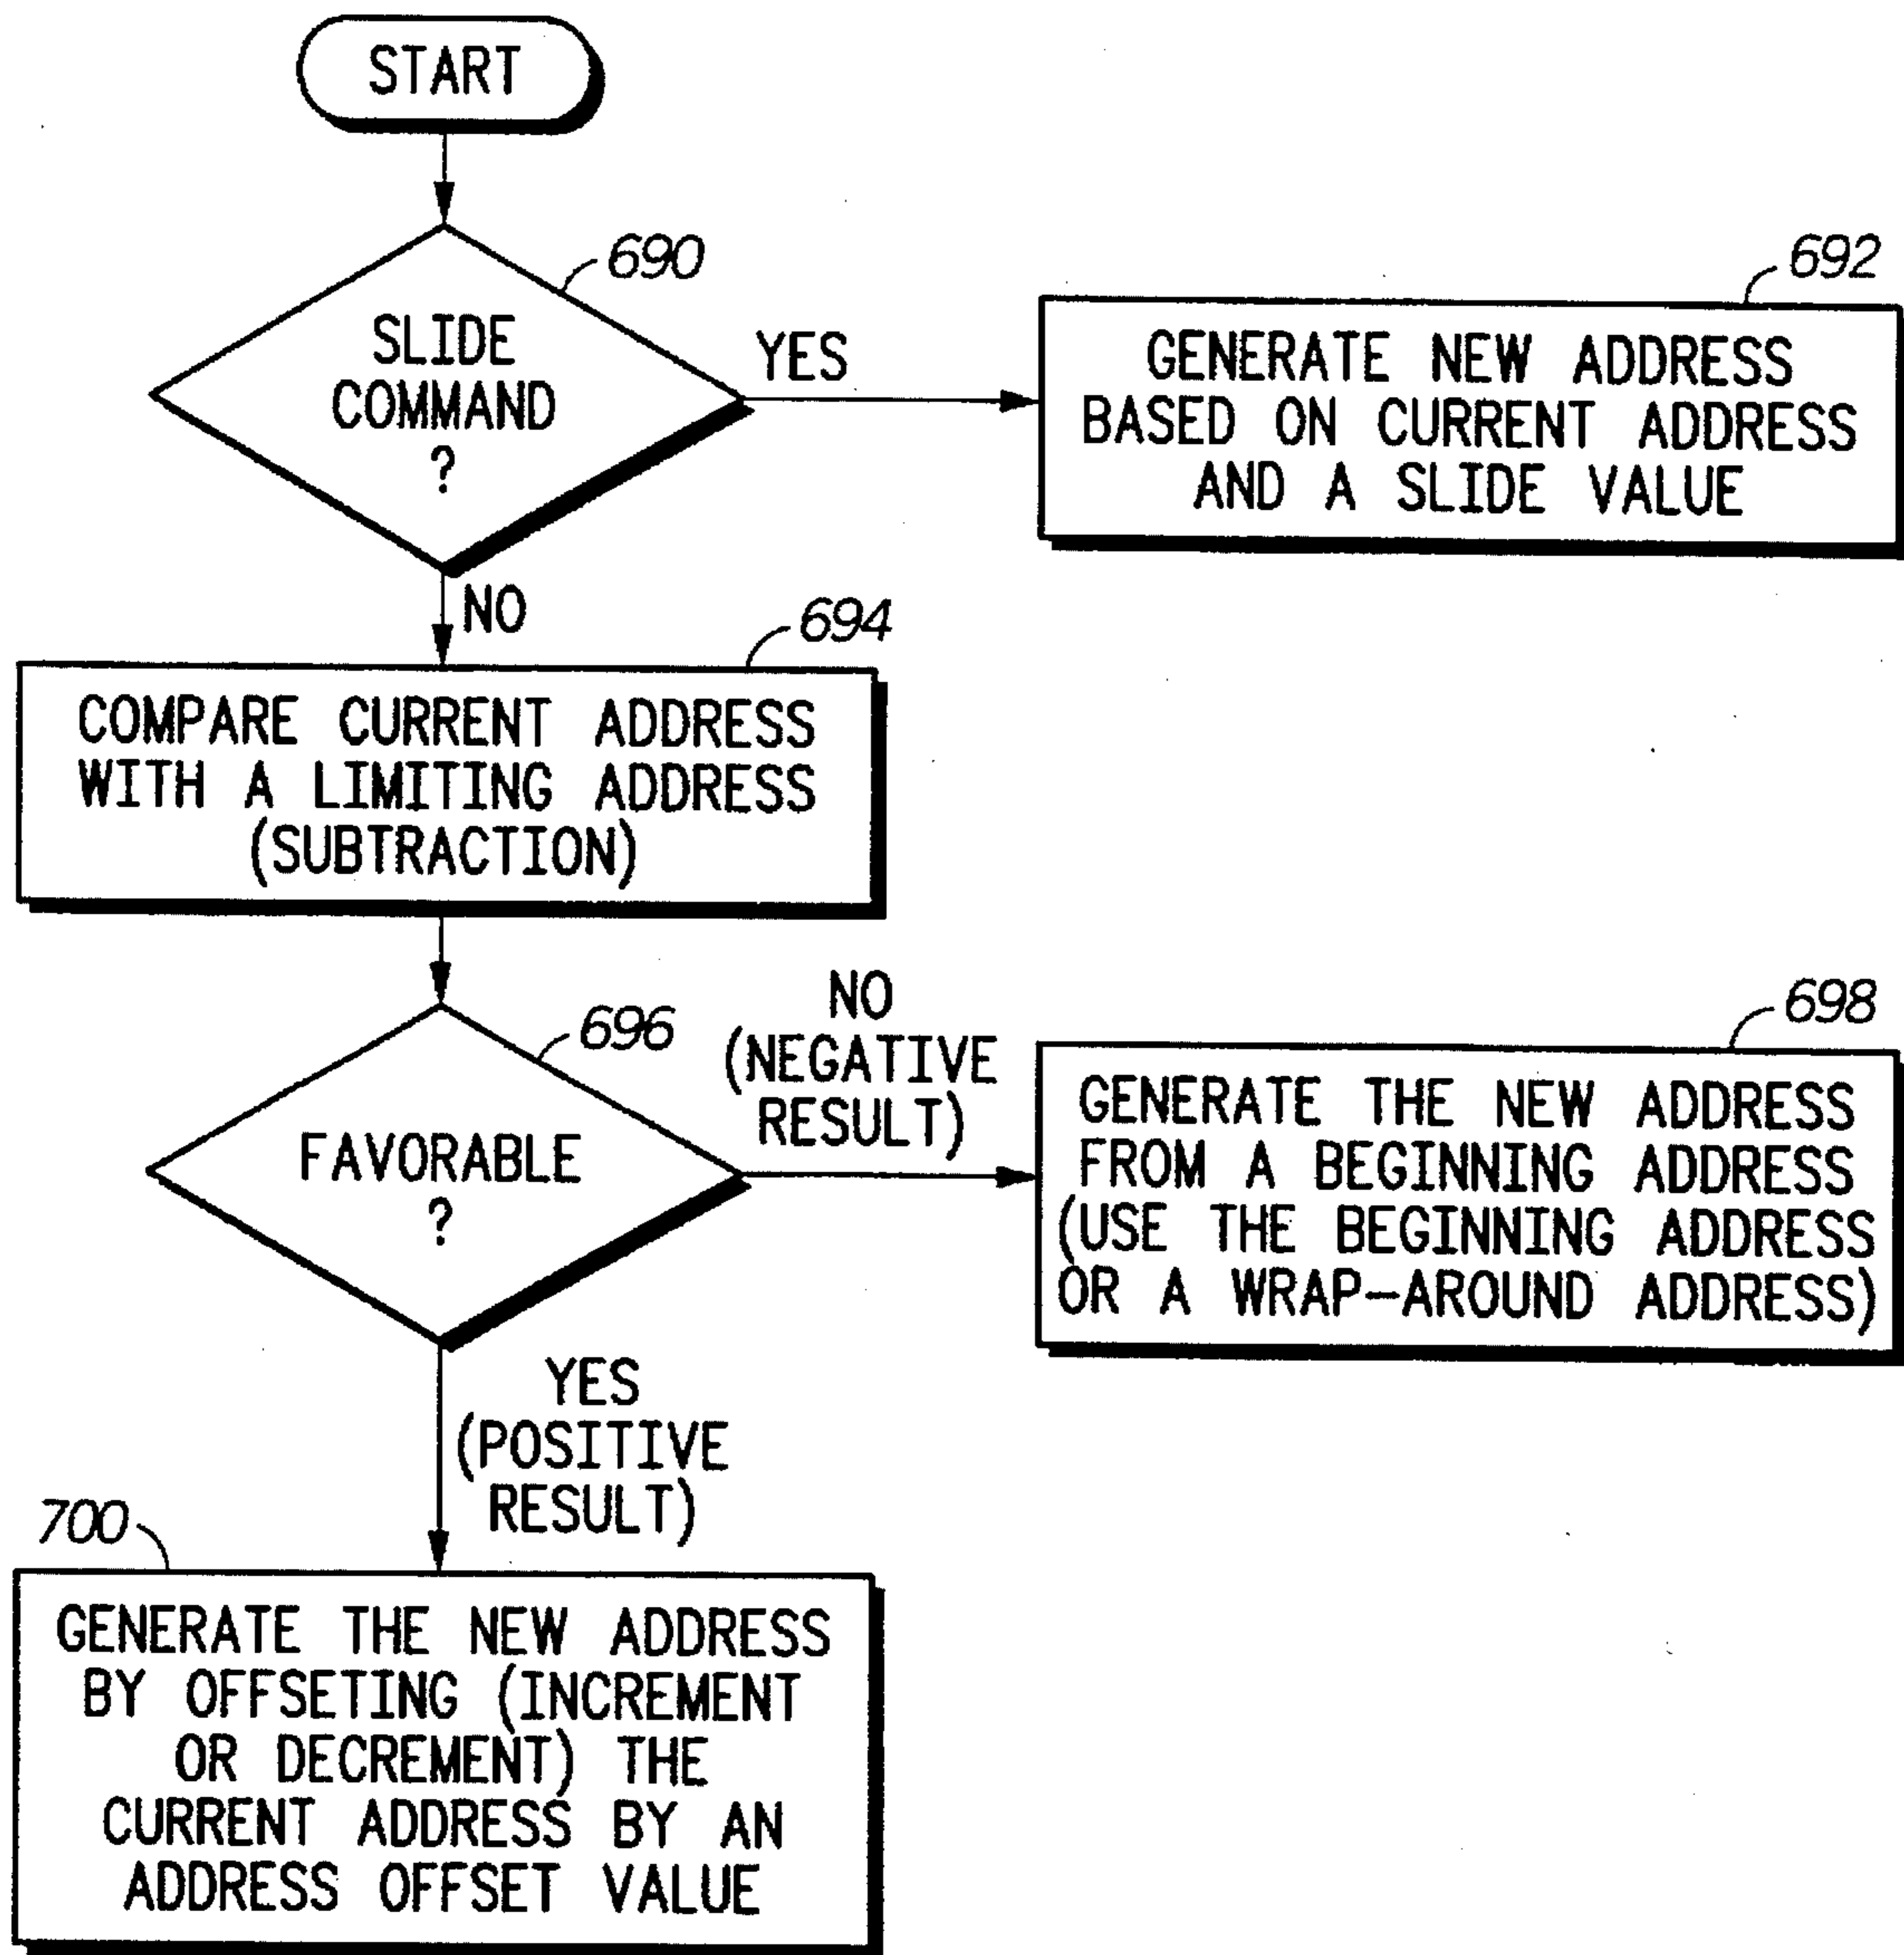 START
690
SLIDE
COMMAND
?
YES
692
GENERATE NEW ADDRESS
BASED ON CURRENT ADDRESS
AND A SLIDE VALUE
NO
694
COMPARE CURRENT ADDRESS
WITH A LIMITING ADDRESS
(SUBTRACTION)
696
FAVORABLE
?
NO
(NEGATIVE
RESULT)
698
GENERATE THE NEW ADDRESS
FROM A BEGINNING ADDRESS
(USE THE BEGINNING ADDRESS
OR A WRAP-AROUND ADDRESS)
YES
(POSITIVE
RESULT)
700
GENERATE THE NEW ADDRESS
BY OFFSETING (INCREMENT
OR DECREMENT) THE
CURRENT ADDRESS BY AN
ADDRESS OFFSET VALUE